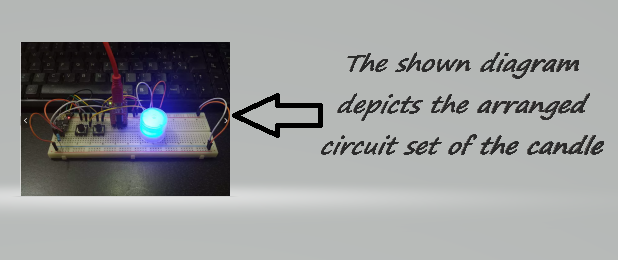 The shown diagram
depicts the arranged
circuit set of the candle